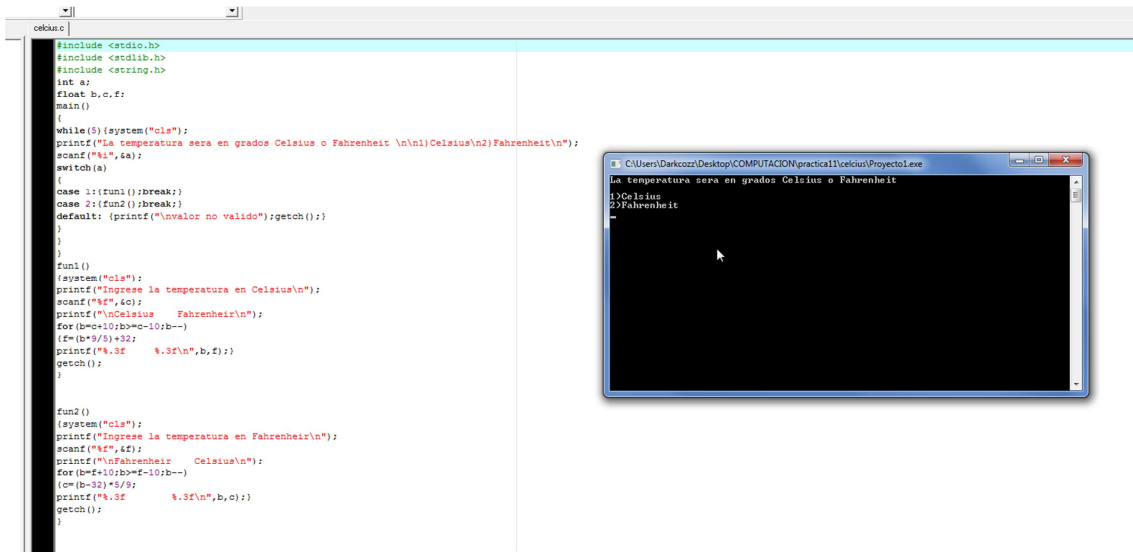 celcius.c
#include <stdio.h>
#include <stdlib.h>
#include <string.h>
int a;
float b,c,f;
main()
{
while(5){system("cls");
printf("La temperatura sera en grados Celsius o Fahrenheit \n\n1)Celsius\n2)Fahrenheit\n");
scanf("%i",&a);
switch(a)
{
case 1:{fun1();break;}
case 2:{fun2();break;}
default: {printf("\nvalor no valido");getch();}
}
}
}
fun1()
{system("cls");
printf("Ingrese la temperatura en Celsius\n");
scanf("%f",&c);
printf("\nCelsius    Fahrenheir\n");
for(b=c+10;b>=c-10;b--)
{f=(b*9/5)+32;
printf("%.3f     %.3f\n",b,f);}
getch();
}
fun2()
{system("cls");
printf("Ingrese la temperatura en Fahrenheir\n");
scanf("%f",&f);
printf("\nFahrenheir    Celsius\n");
for(b=f+10;b>=f-10;b--)
{c=(b-32)*5/9;
printf("%.3f        %.3f\n",b,c);}
getch();
}
C:\Users\Darkcozz\Desktop\COMPUTACION\practica11\celcius\Proyecto1.exe
La temperatura sera en grados Celsius o Fahrenheit
1)Celsius
2)Fahrenheit